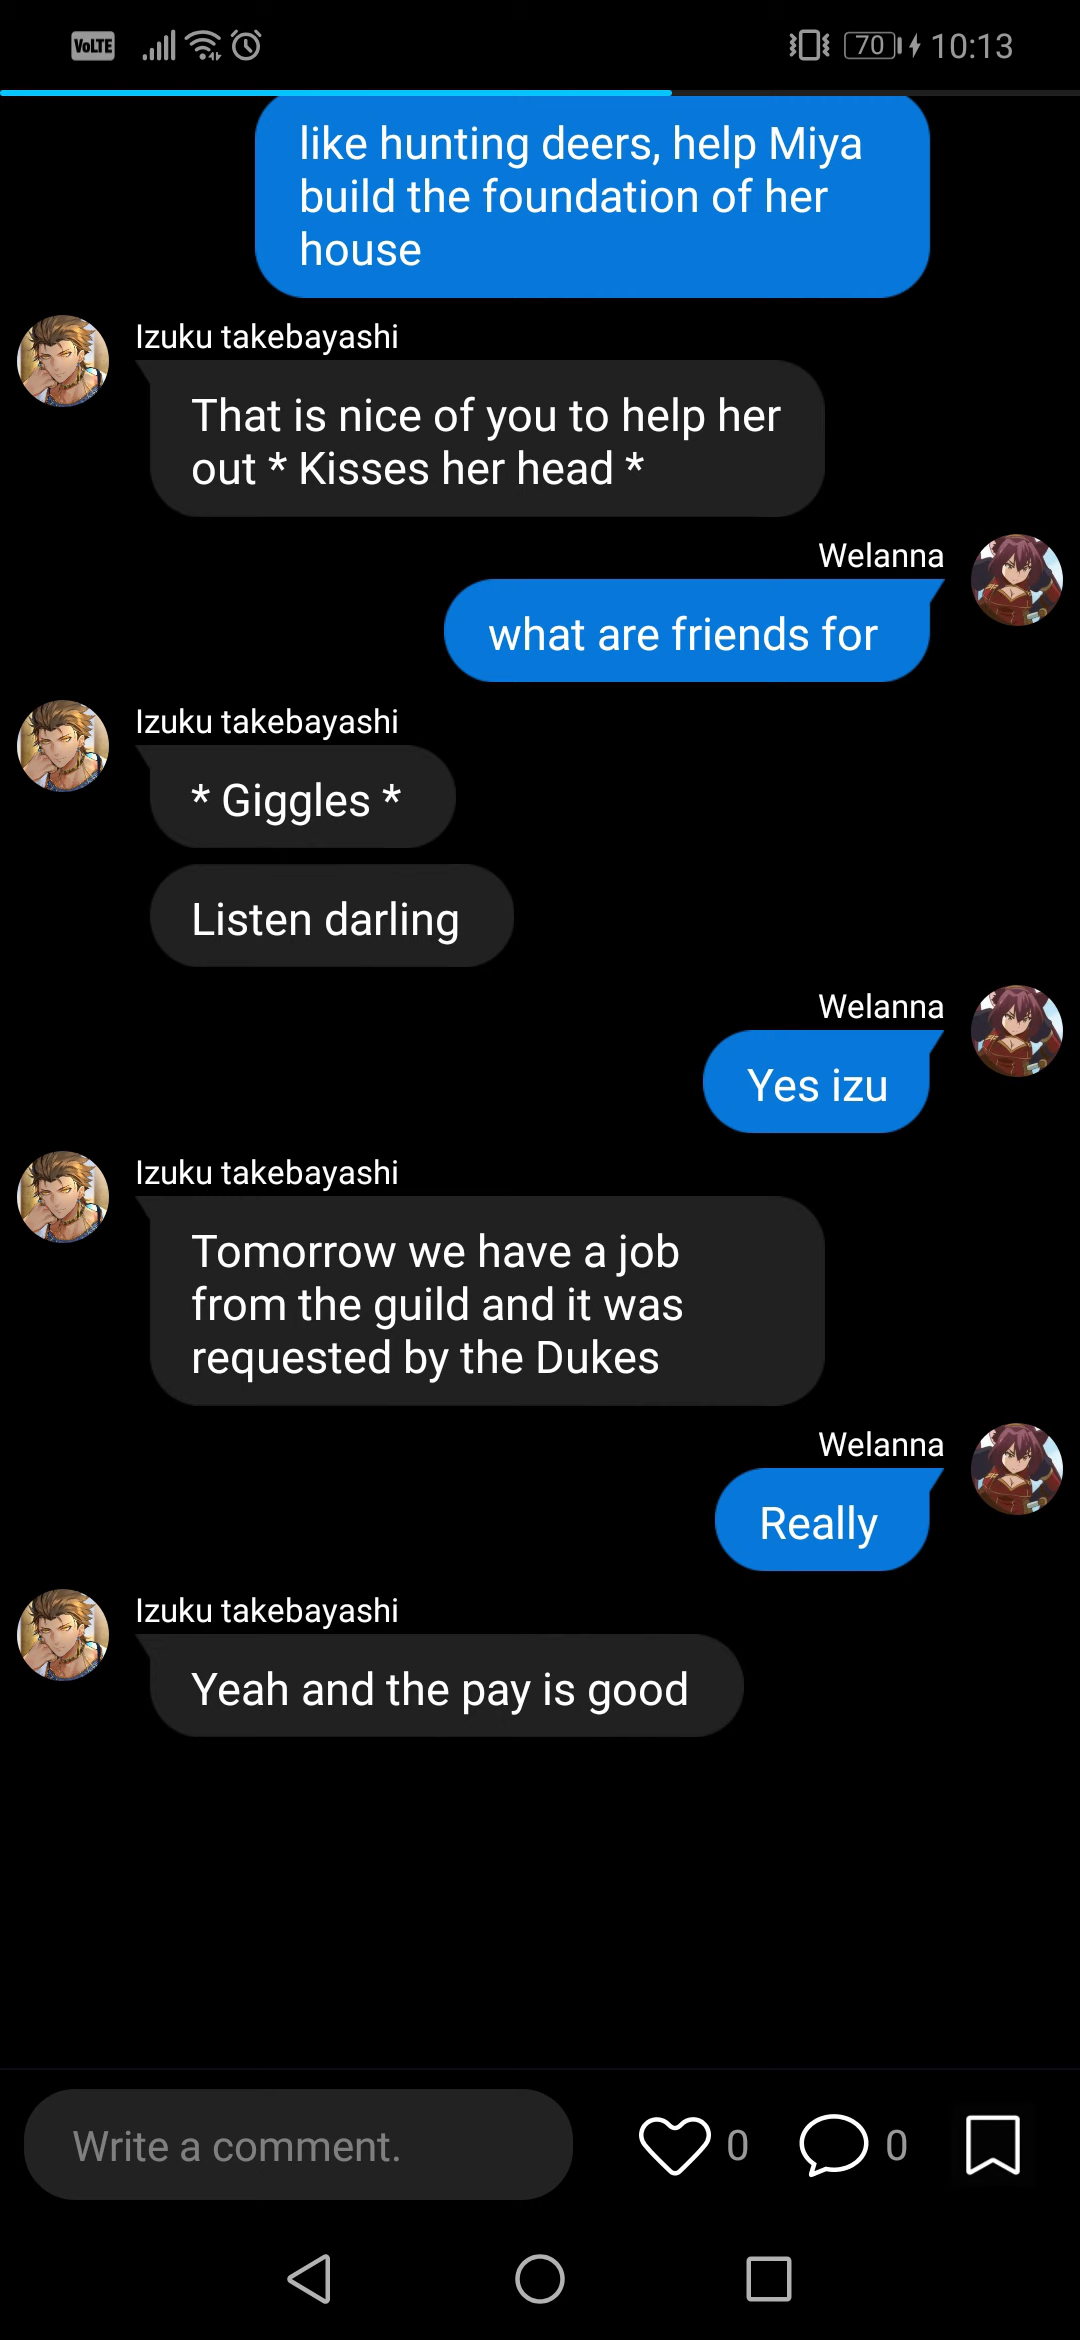 VoLTE 70 10:13
like hunting deers, help Miya
build the foundation of her
house
Izuku takebayashi
That is nice of you to help her
out * Kisses her head *
Welanna
what are friends for
Izuku takebayashi
* Giggles *
Listen darling
Welanna
Yes izu
Izuku takebayashi
Tomorrow we have a job
from the guild and it was
requested by the Dukes
Welanna
Really
Izuku takebayashi
Yeah and the pay is good
Write a comment. 0 0